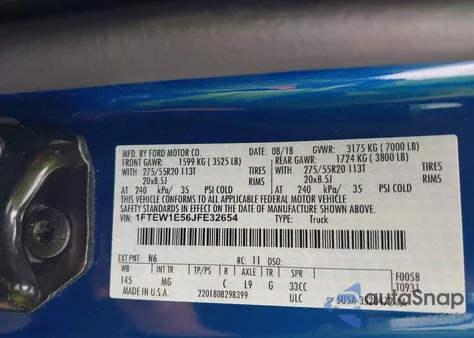 MFD. BY FORD MOTOR CO.
08/18 GVWR: 3175 KG ( 7000 LB)
FRONT GAWR: 1599 KG ( 3525 LB) REAR GAWR: 1724 KG ( 3800 LB)
WITH 275/55R20 113T TIRES WITH 275/55R20 113T TIRES
20x8.5J RIMS 20x8.5J RIMS
AT 240 kPa/ 35 PSI COLD AT 240 kPa/ 35 PSI COLD
THIS VEHICLE CONFORMS TO ALL APPLICABLE FEDERAL MOTOR VEHICLE
SAFETY STANDARDS IN EFFECT ON THE DATE OF MANUFACTURE SHOWN ABOVE.
VIN: 1FTEW1E56JFE32654 TYPE: Truck
EXT PNT: N6 RC: 11 DSO:
WB INT TR TP/PS R AXLE TR SPR F0058
145 MG C L9 G 33CC T0931
MADE IN U.S.A. 2201808298399 ULC
autoSnap